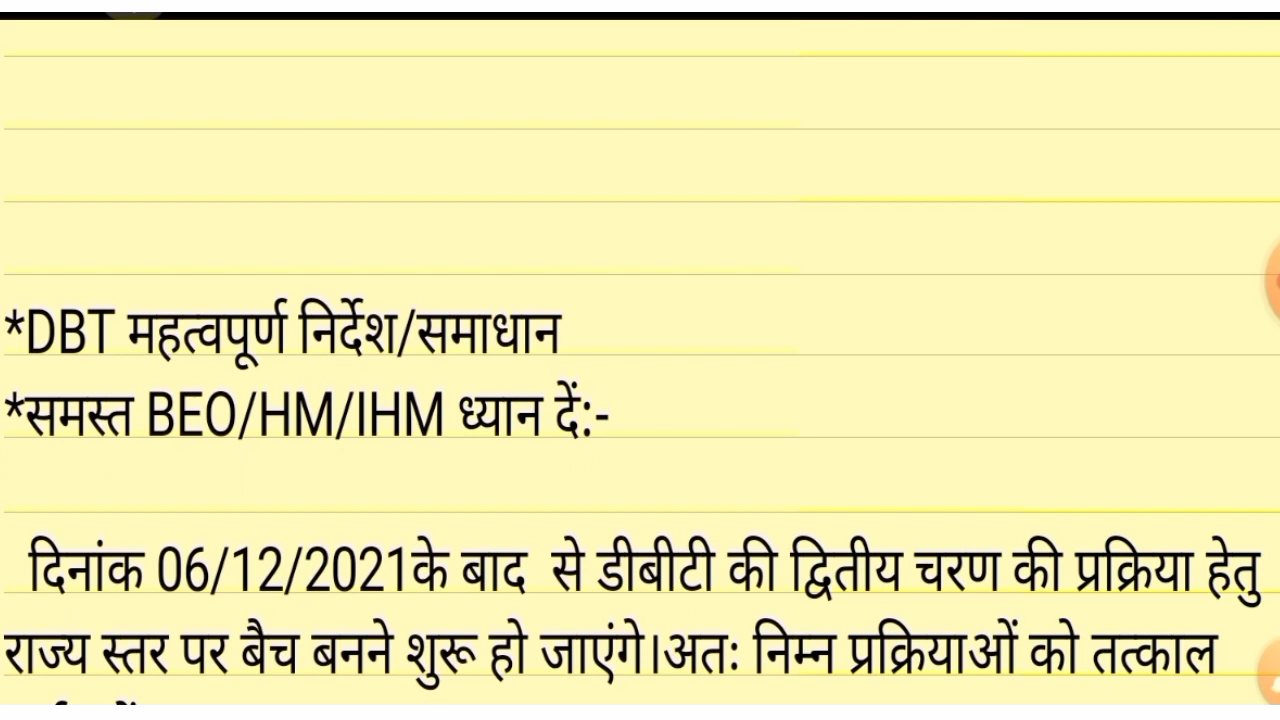 *DBT महत्वपूर्ण निर्देश/समाधान
*समस्त BEO/HM/IHM ध्यान दें:-
दिनांक 06/12/2021के बाद से डीबीटी की द्वितीय चरण की प्रक्रिया हेतु
राज्य स्तर पर बैच बनने शुरू हो जाएंगे।अतः निम्न प्रक्रियाओं को तत्काल